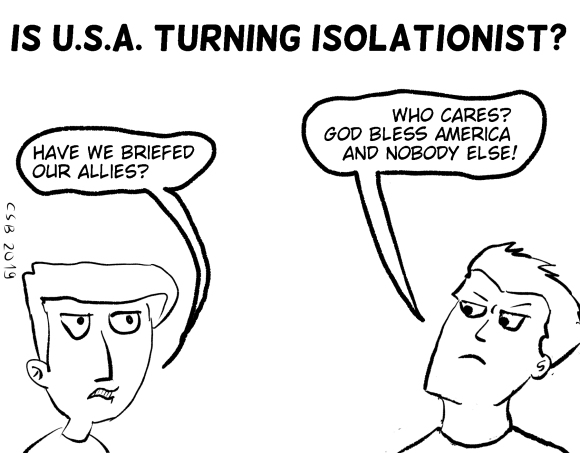 IS U.S.A. TURNING ISOLATIONIST?
WHO CARES?
GOD BLESS AMERICA
AND NOBODY ELSE!
HAVE WE BRIEFED
OUR ALLIES?
CSB 2019